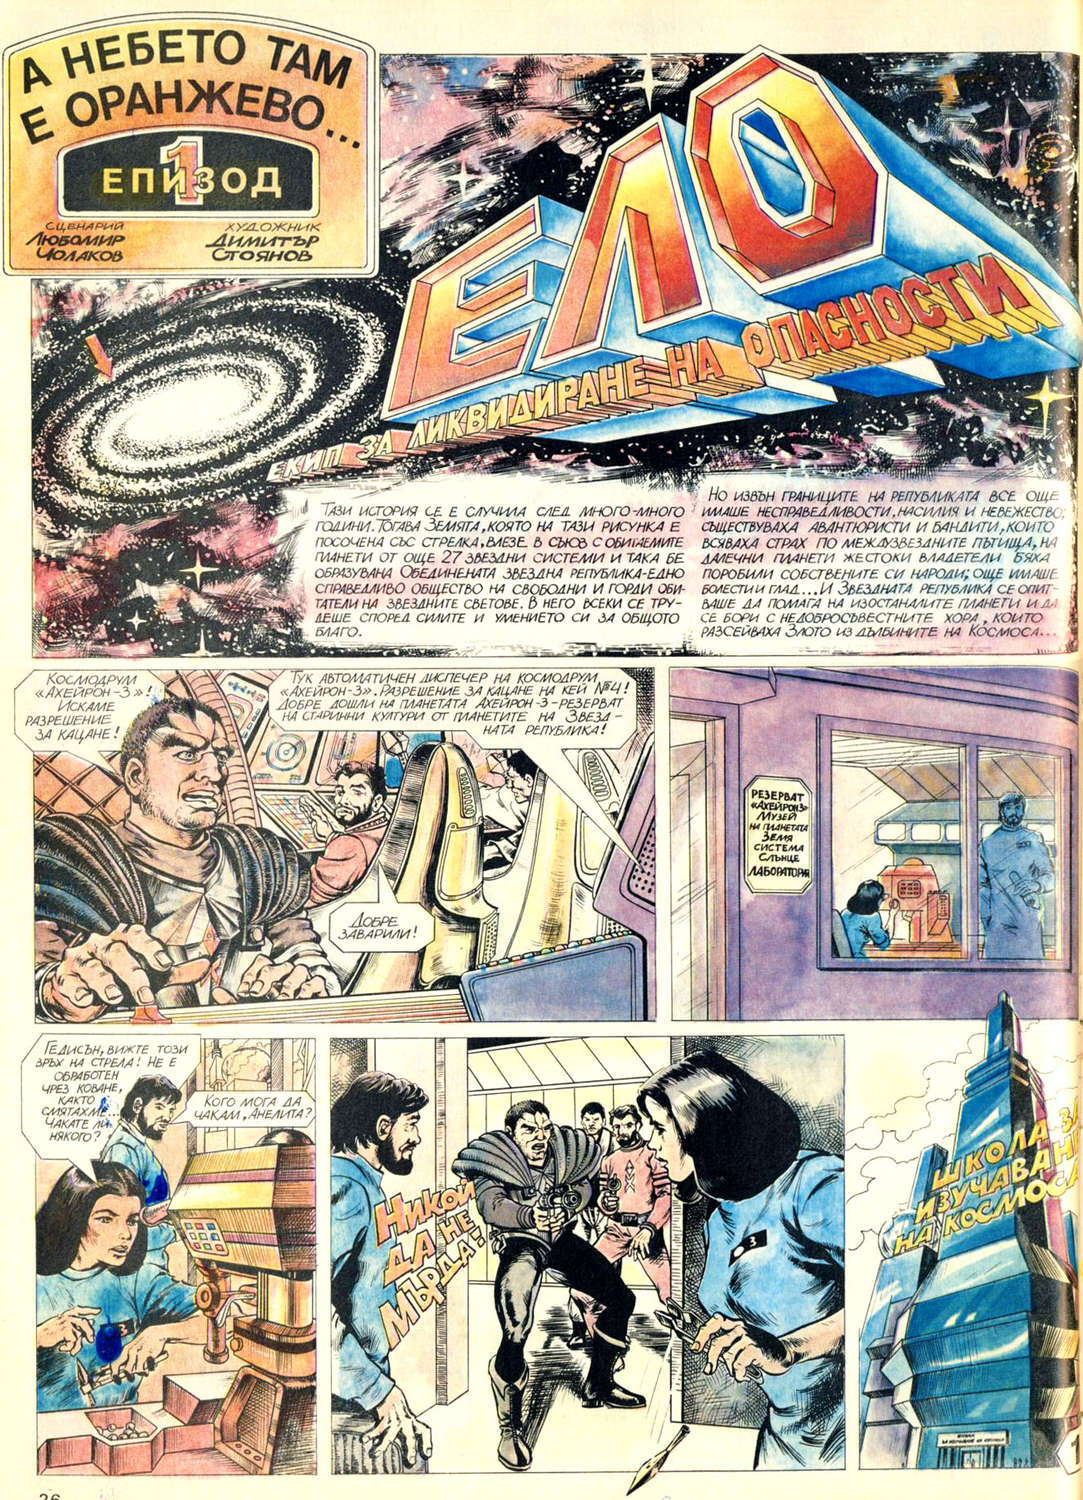 А НЕБЕТО ТАМ
Е ОРАНЖЕВО...
1
ЕПИЗОД
СЦЕНАРИЙ
ЛЮБОМИР
ЧОЛАКОВ
ХУДОЖНИК
ДИМИТЪР
СТОЯНОВ
ЕЛО
ЕКИП ЗА ЛИКВИДИРАНЕ НА ОПАСНОСТИ
ТАЗИ ИСТОРИЯ СЕ Е СЛУЧИЛА СЛЕД МНОГО-МНОГО
ГОДИНИ. ТОГАВА ЗЕМЯТА, КОЯТО НА ТАЗИ РИСУНКА Е
ПОСОЧЕНА СЪС СТРЕЛКА, ВЛЕЗЕ В СЪЮЗ С ОБИТАЕМИТЕ
ПЛАНЕТИ ОТ ОЩЕ 27 ЗВЕЗДНИ СИСТЕМИ И ТАКА БЕ
ОБРАЗУВАНА ОБЕДИНЕНАТА ЗВЕЗДНА РЕПУБЛИКА-ЕДНО
СПРАВЕДЛИВО ОБЩЕСТВО НА СВОБОДНИ И ГОРДИ ОБИ-
ТАТЕЛИ НА ЗВЕЗДНИТЕ СВЕТОВЕ. В НЕГО ВСЕКИ СЕ ТРУ-
ДЕШЕ СПОРЕД СИЛИТЕ И УМЕНИЕТО СИ ЗА ОБЩОТО
БЛАГО.
НО ИЗВЪН ГРАНИЦИТЕ НА РЕПУБЛИКАТА ВСЕ ОЩЕ
ИМАШЕ НЕСПРАВЕДЛИВОСТИ, НАСИЛИЯ И НЕВЕЖЕСТВО;
СЪЩЕСТВУВАХА АВАНТЮРИСТИ И БАНДИТИ, КОИТО
ВСЯВАХА СТРАХ ПО МЕЖДУЗВЕЗДНИТЕ ПЪТИЩА, НА
ДАЛЕЧНИ ПЛАНЕТИ ЖЕСТОКИ ВЛАДЕТЕЛИ БЯХА
ПОРОБИЛИ СОБСТВЕНИТЕ СИ НАРОДИ; ОЩЕ ИМАШЕ
БОЛЕСТИ И ГЛАД... И ЗВЕЗДНАТА РЕПУБЛИКА СЕ ОПИТ-
ВАШЕ ДА ПОМАГА НА ИЗОСТАНАЛИТЕ ПЛАНЕТИ И ДА
СЕ БОРИ С НЕДОБРОСЪВЕСТНИТЕ ХОРА, КОИТО
РАЗСЕЙВАХА ЗЛОТО ИЗ ДЪЛБИНИТЕ НА КОСМОСА...
КОСМОДРУМ
«АХЕЙРОН-3»!
ИСКАМЕ
РАЗРЕШЕНИЕ
ЗА КАЦАНЕ!
ТУК АВТОМАТИЧЕН ДИСПЕЧЕР НА КОСМОДРУМ
«АХЕЙРОН-3». РАЗРЕШЕНИЕ ЗА КАЦАНЕ НА КЕЙ №4!
ДОБРЕ ДОШЛИ НА ПЛАНЕТАТА АХЕЙРОН-3-РЕЗЕРВАТ
НА СТАРИННИ КУЛТУРИ ОТ ПЛАНЕТИТЕ НА ЗВЕЗД-
НАТА РЕПУБЛИКА!
ДОБРЕ
ЗАВАРИЛИ!
РЕЗЕРВАТ
«АХЕЙРОН3»
МУЗЕЙ
НА ПЛАНЕТАТА
ЗЕМЯ
СИСТЕМА
СЛЪНЦЕ
ЛАБОРАТОРИЯ
ГЕДИСЪН, ВИЖТЕ ТОЗИ
ВРЪХ НА СТРЕЛА! НЕ Е
ОБРАБОТЕН
ЧРЕЗ КОВАНЕ,
КАКТО
СМЯТАХМЕ...
ЧАКАТЕ ЛИ
НЯКОГО?
КОГО МОГА ДА
ЧАКАМ, АНЕЛИТА?
НИКОЙ
ДА НЕ
МЪРДА!
3
ШКОЛА ЗА
ИЗУЧАВАНЕ
НА КОСМОСА
26